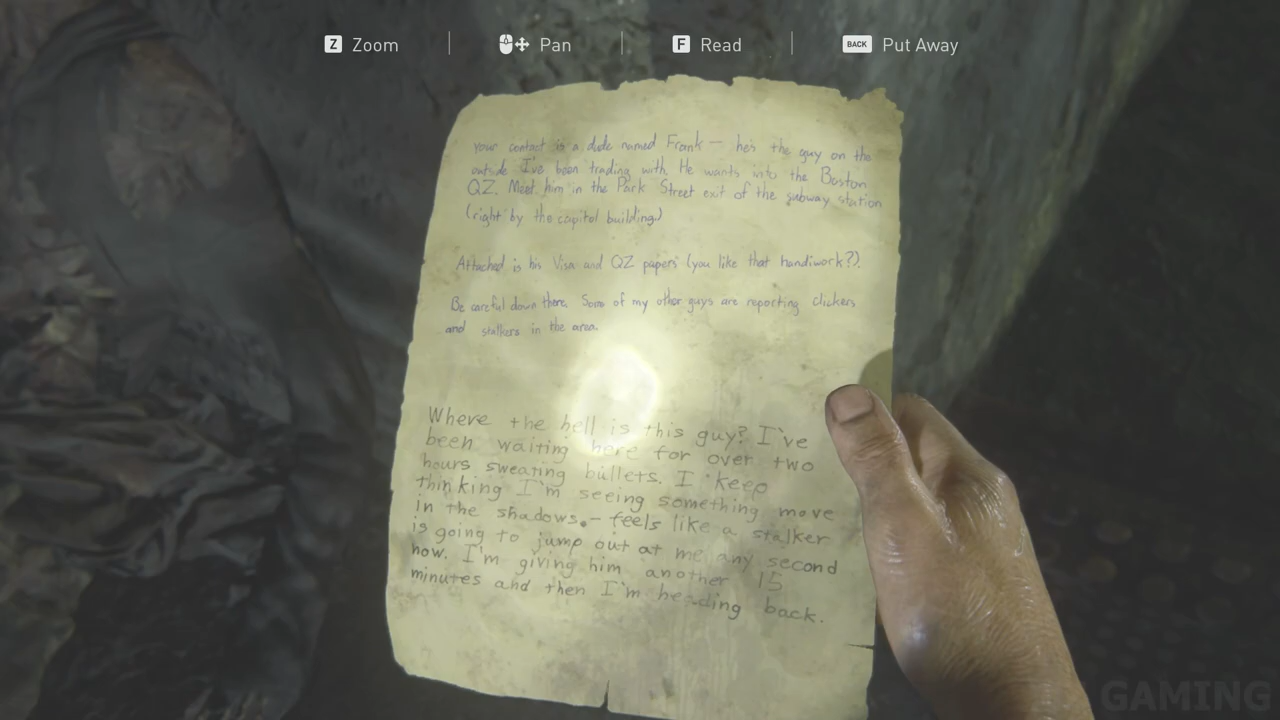 Z Zoom
Pan
F Read
BACK Put Away
your contact is a dude named Frank — he's the guy on the
outside I've been trading with. He wants into the Boston
QZ. Meet him in the Park Street exit of the subway station
(right by the capitol building.)
Attached is his Visa and QZ papers (you like that handiwork?).
Be careful down there. Some of my other guys are reporting clickers
and stalkers in the area.
Where the hell is this guy? I've
been waiting here for over two
hours sweating bullets. I keep
thinking I'm seeing something move
in the shadows. – feels like a stalker
is going to jump out at me any second
now. I'm giving him another 15
minutes and then I'm heading back.
GAMING